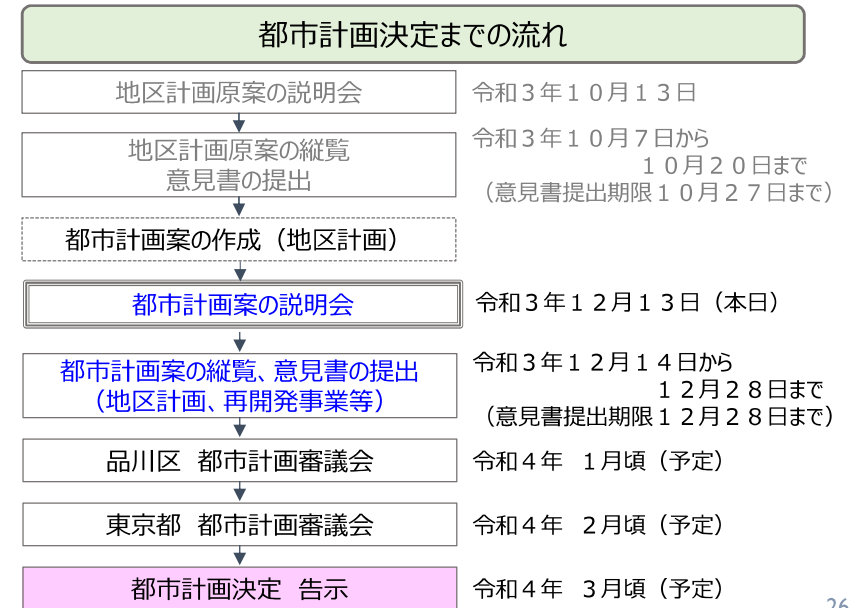 都市計画決定までの流れ
地区計画原案の説明会
令和３年１０月１３日
地区計画原案の縦覧
意見書の提出
令和３年１０月７日から
１０月２０日まで
（意見書提出期限１０月２７日まで）
都市計画案の作成（地区計画）
都市計画案の説明会
令和３年１２月１３日（本日）
都市計画案の縦覧、意見書の提出
（地区計画、再開発事業等）
令和３年１２月１４日から
１２月２８日まで
（意見書提出期限１２月２８日まで）
品川区 都市計画審議会
令和４年 １月頃（予定）
東京都 都市計画審議会
令和４年 ２月頃（予定）
都市計画決定 告示
令和４年 ３月頃（予定）
26